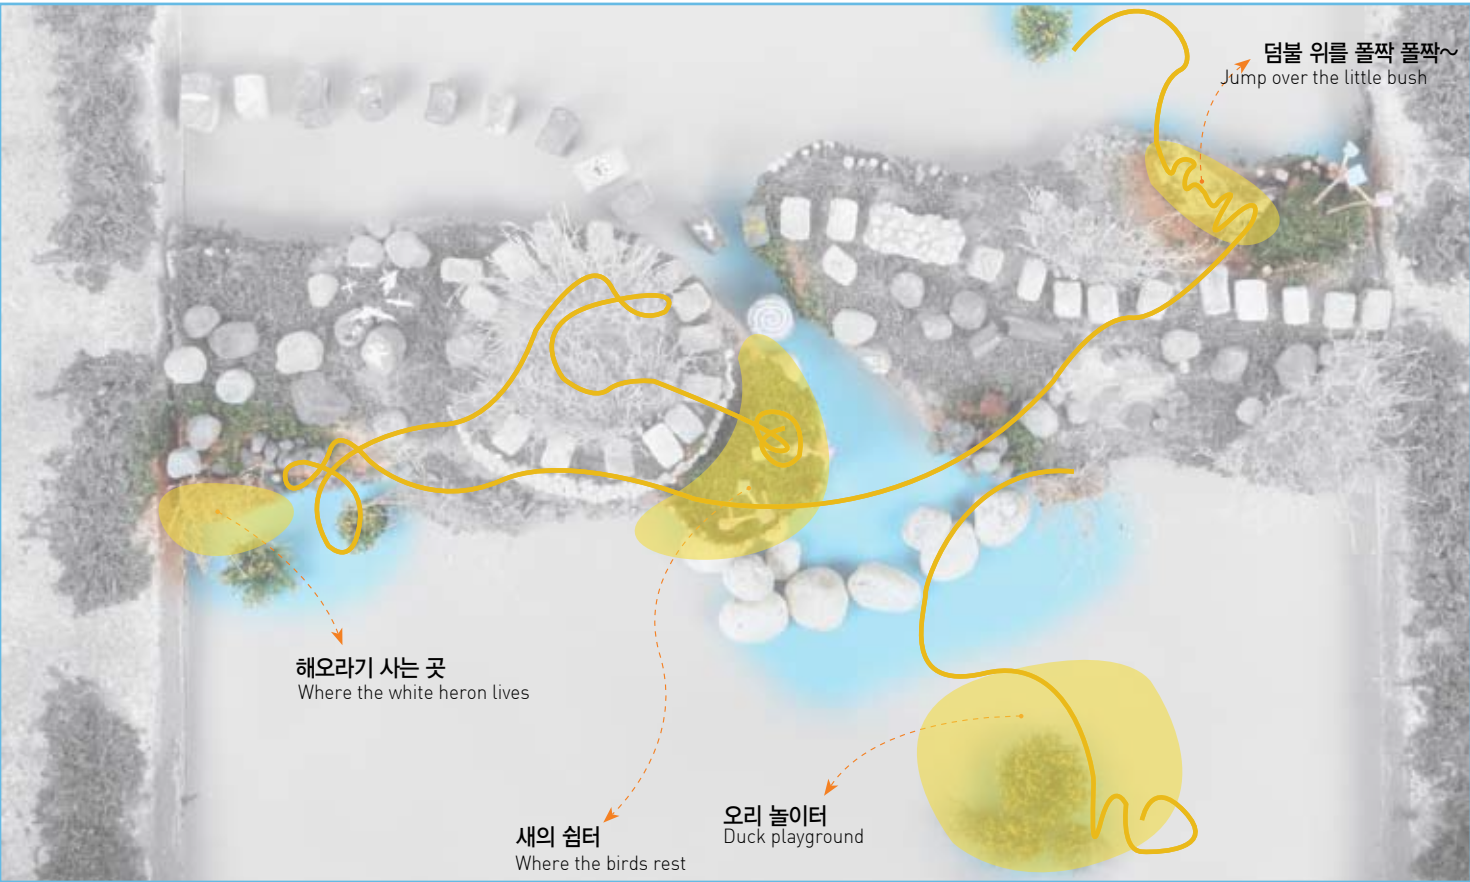 덤불 위를 폴짝 폴짝~
Jump over the little bush
해오라기 사는 곳
Where the white heron lives
새의 쉼터
Where the birds rest
오리 놀이터
Duck playground